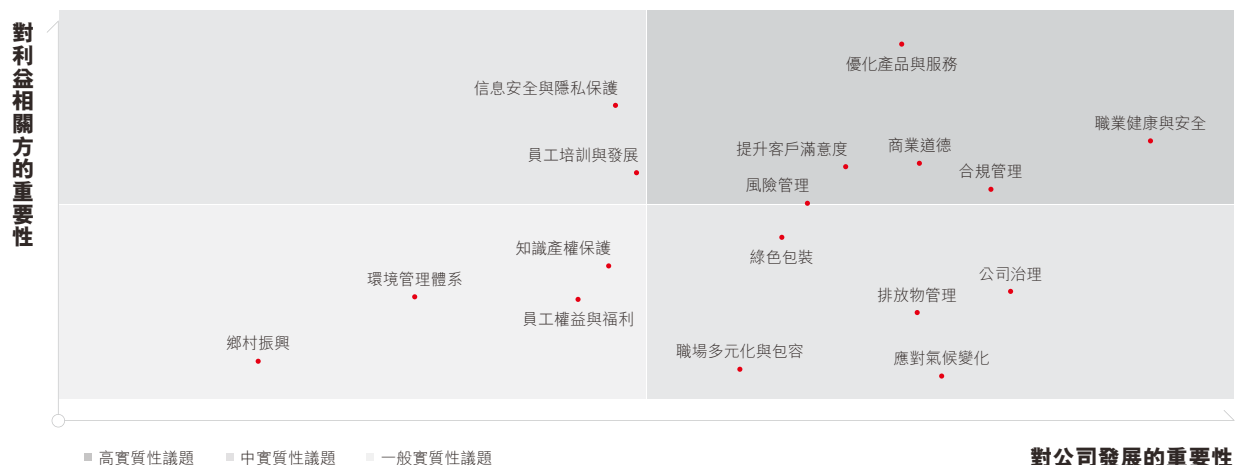 對利益相關方的重要性
優化產品與服務
信息安全與隱私保護
職業健康與安全
商業道德
提升客戶滿意度
員工培訓與發展
合規管理
風險管理
知識產權保護
綠色包裝
環境管理體系
公司治理
排放物管理
員工權益與福利
鄉村振興
職場多元化與包容
應對氣候變化
高實質性議題
中實質性議題
一般實質性議題
對公司發展的重要性